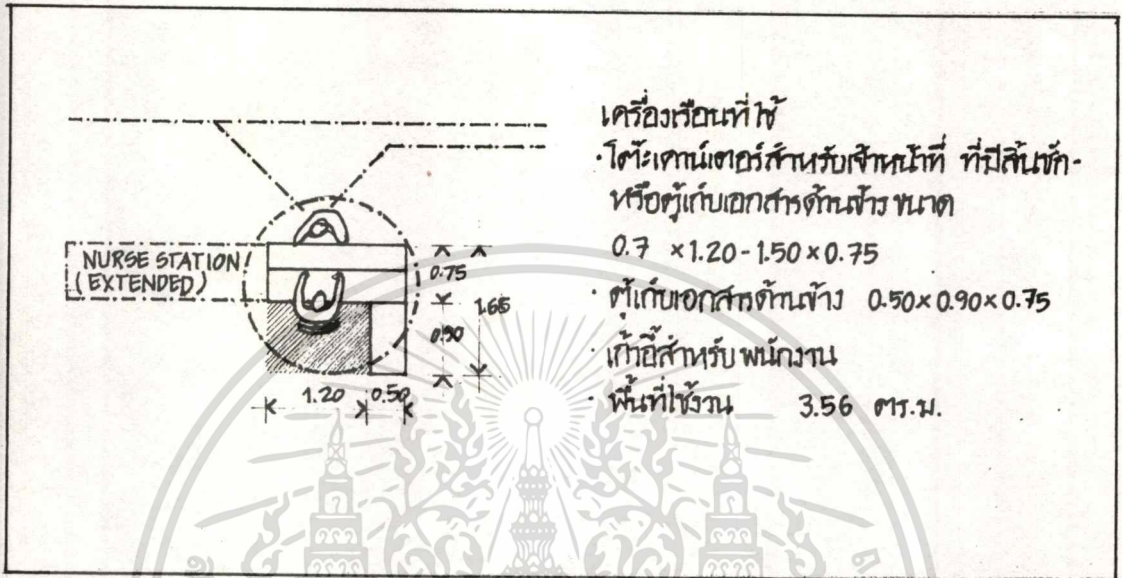 NURSE STATION
(EXTENDED)
0.75
1.65
0.90
1.20 0.50
เครื่องเรือนที่ใช้
·โต๊ะเคาน์เตอร์สำหรับเจ้าหน้าที่ ที่มีลิ้นชัก-
หรือตู้เก็บเอกสารด้านข้าง ขนาด
0.7 ×1.20-1.50×0.75
· ตู้เก็บเอกสารด้านข้าง 0.50×0.90×0.75
· เก้าอี้สำหรับ พนักงาน
· พื้นที่ใช้งาน 3.56 ตร.ม.